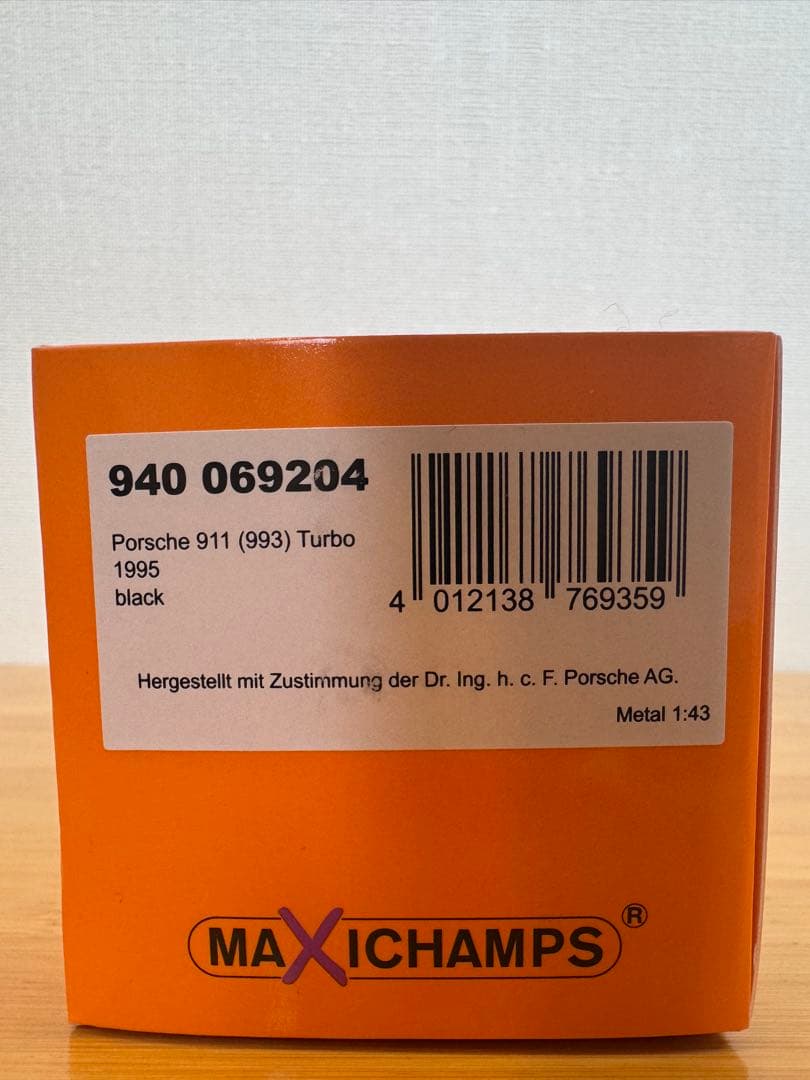 940 069204
Porsche 911 (993) Turbo
1995
black
4 012138 769359
Hergestellt mit Zustimmung der Dr. Ing. h. c. F. Porsche AG.
Metal 1:43
MAXICHAMPS®